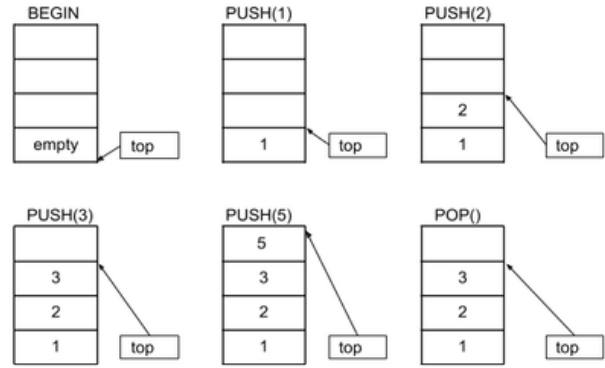 BEGIN
empty
top
PUSH(1)
1
top
PUSH(2)
2
1
top
PUSH(3)
3
2
1
top
PUSH(5)
5
3
2
1
top
POP()
3
2
1
top